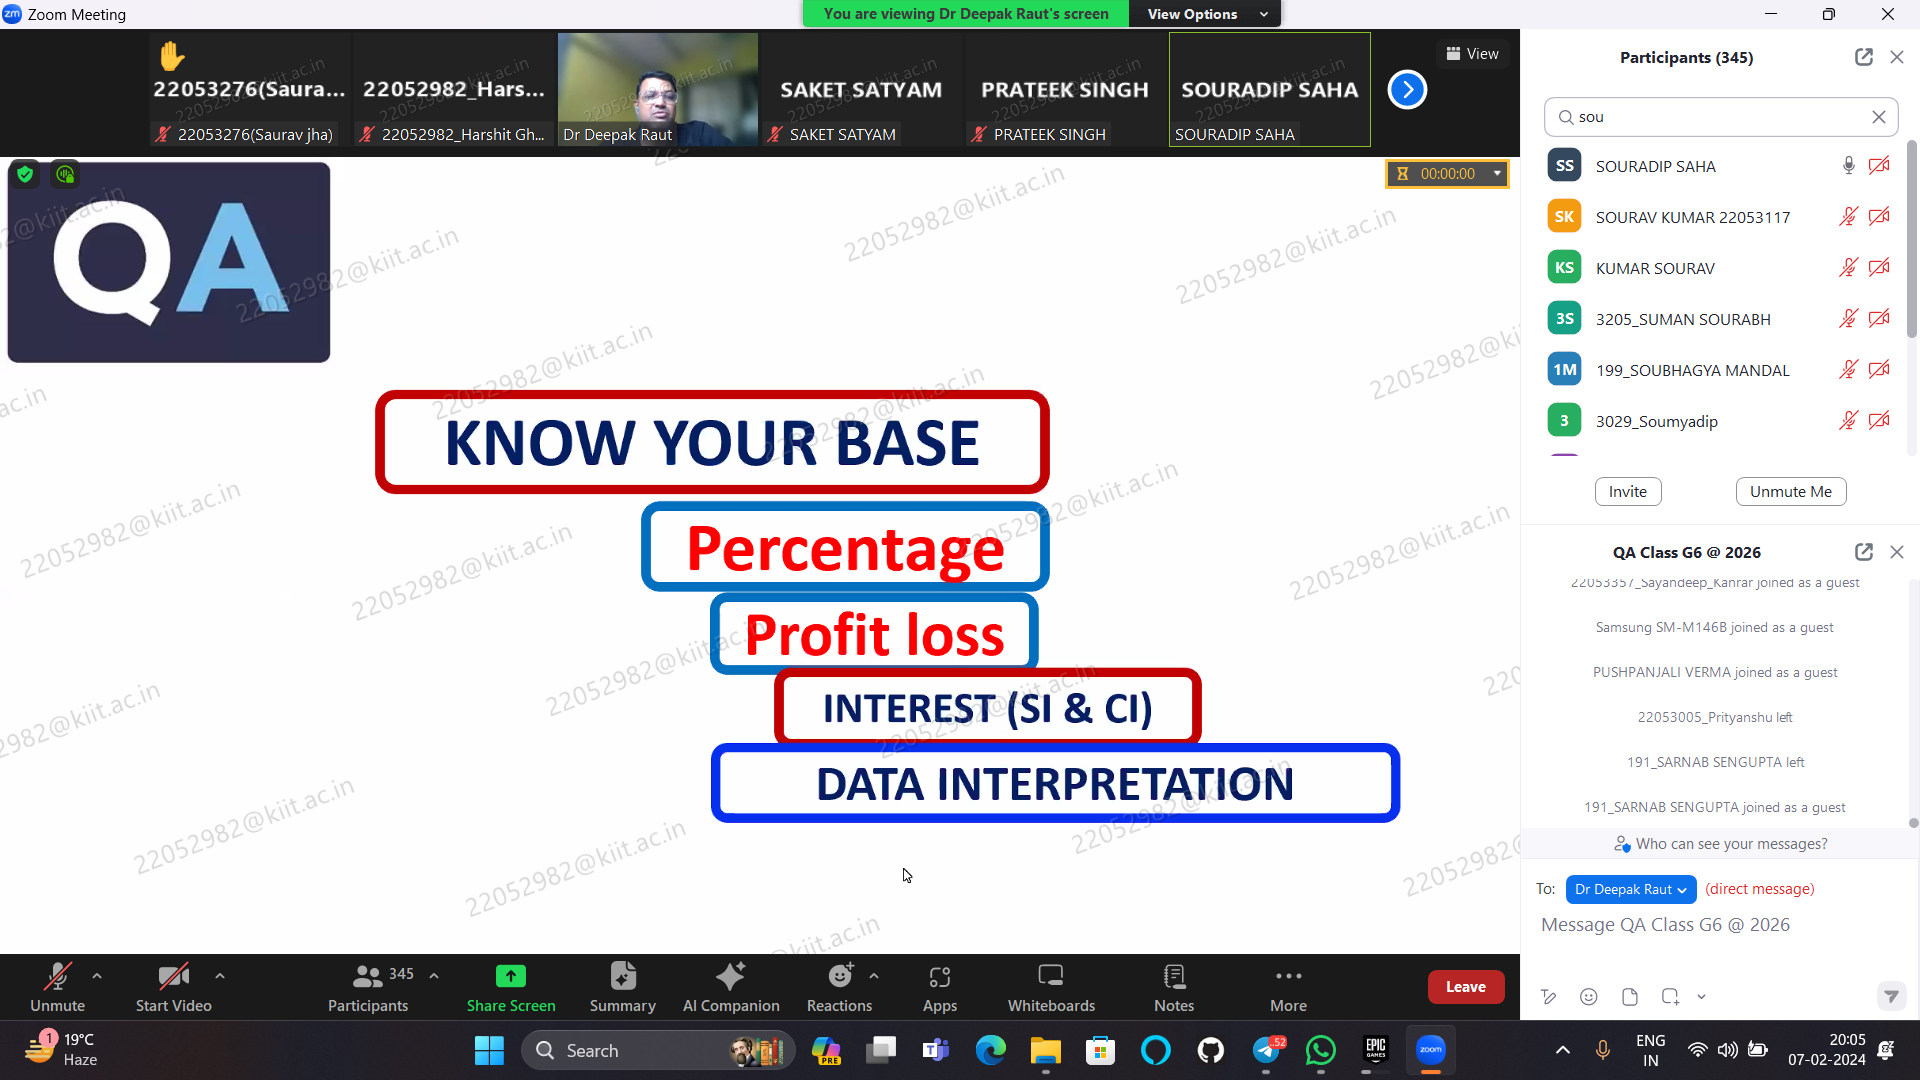 zm Zoom Meeting
You are viewing Dr Deepak Raut's screen
View Options
22053276(Saura...
22053276(Saurav jha)
22052982_Hars...
22052982_Harshit Gh...
Dr Deepak Raut
SAKET SATYAM
SAKET SATYAM
PRATEEK SINGH
PRATEEK SINGH
SOURADIP SAHA
SOURADIP SAHA
View
00:00:00
QA
KNOW YOUR BASE
Percentage
Profit loss
INTEREST (SI & CI)
DATA INTERPRETATION
22052982@kiit.ac.in
Participants (345)
sou
SS SOURADIP SAHA
SK SOURAV KUMAR 22053117
KS KUMAR SOURAV
3S 3205_SUMAN SOURABH
1M 199_SOUBHAGYA MANDAL
3 3029_Soumyadip
Invite
Unmute Me
QA Class G6 @ 2026
22053357_Sayandeep_Kanrar joined as a guest
Samsung SM-M146B joined as a guest
PUSHPANJALI VERMA joined as a guest
22053005_Prityanshu left
191_SARNAB SENGUPTA left
191_SARNAB SENGUPTA joined as a guest
Who can see your messages?
To: Dr Deepak Raut (direct message)
Message QA Class G6 @ 2026
Unmute
Start Video
345
Participants
Share Screen
Summary
AI Companion
Reactions
Apps
Whiteboards
Notes
More
Leave
1
19°C
Haze
Search
PRE
52
EPIC GAMES
zoom
ENG
IN
20:05
07-02-2024